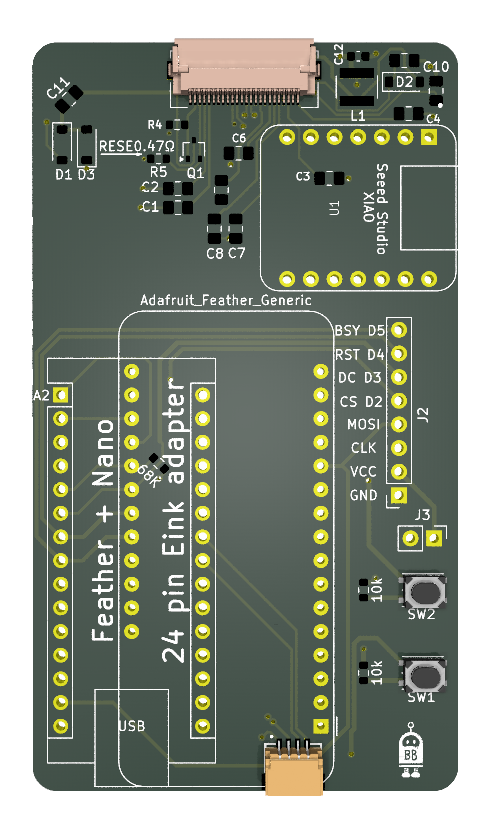 C12
C10
D2
C11
L1
C4
R4
C6
RESE0.47Ω
D1
D3
R5
Q1
C3
C2
C1
U1
Seeed Studio
XIAO
C8
C7
Adafruit_Feather_Generic
BSY D5
RST D4
DC D3
CS D2
MOSI
CLK
VCC
GND
J2
A2
68K
Feather + Nano
24 pin Eink adapter
J3
10k
SW2
10k
SW1
USB
BB